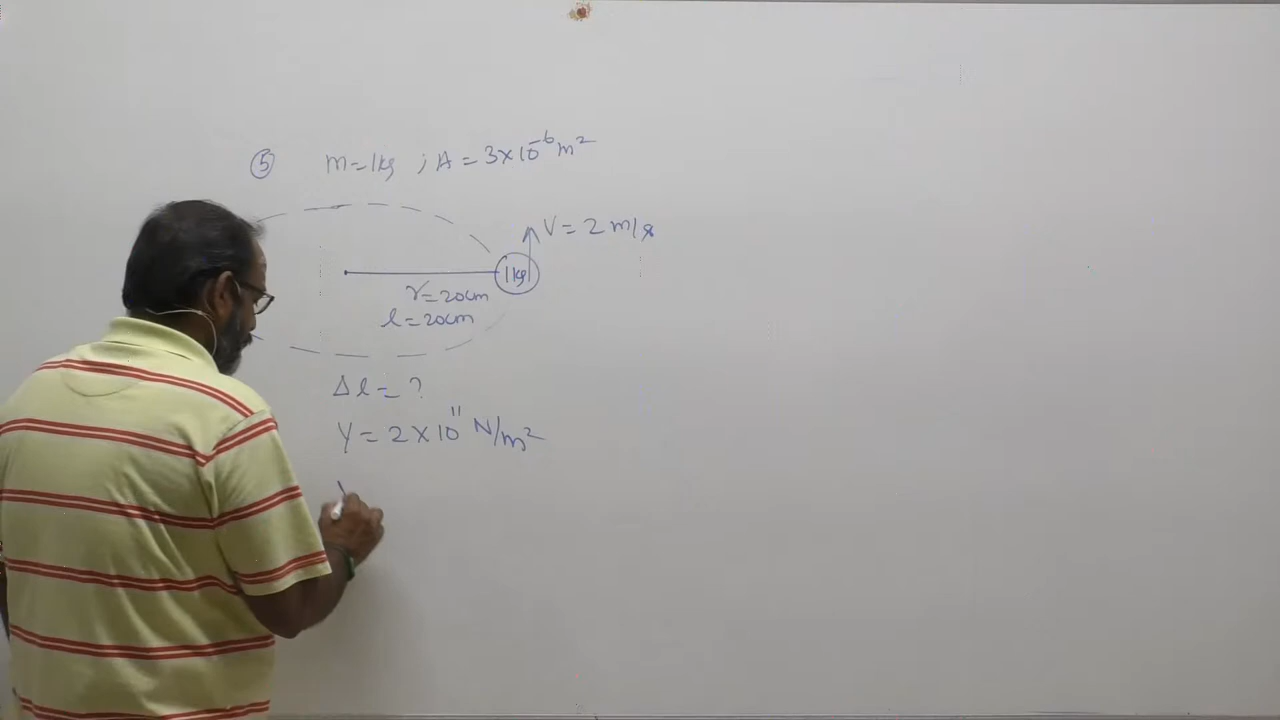 ⑤ m=1kg ; A = 3×10⁻⁶ m²
V = 2 m/s
1kg
r=20cm
l=20cm
Δl=?
Y = 2×10¹¹ N/m²